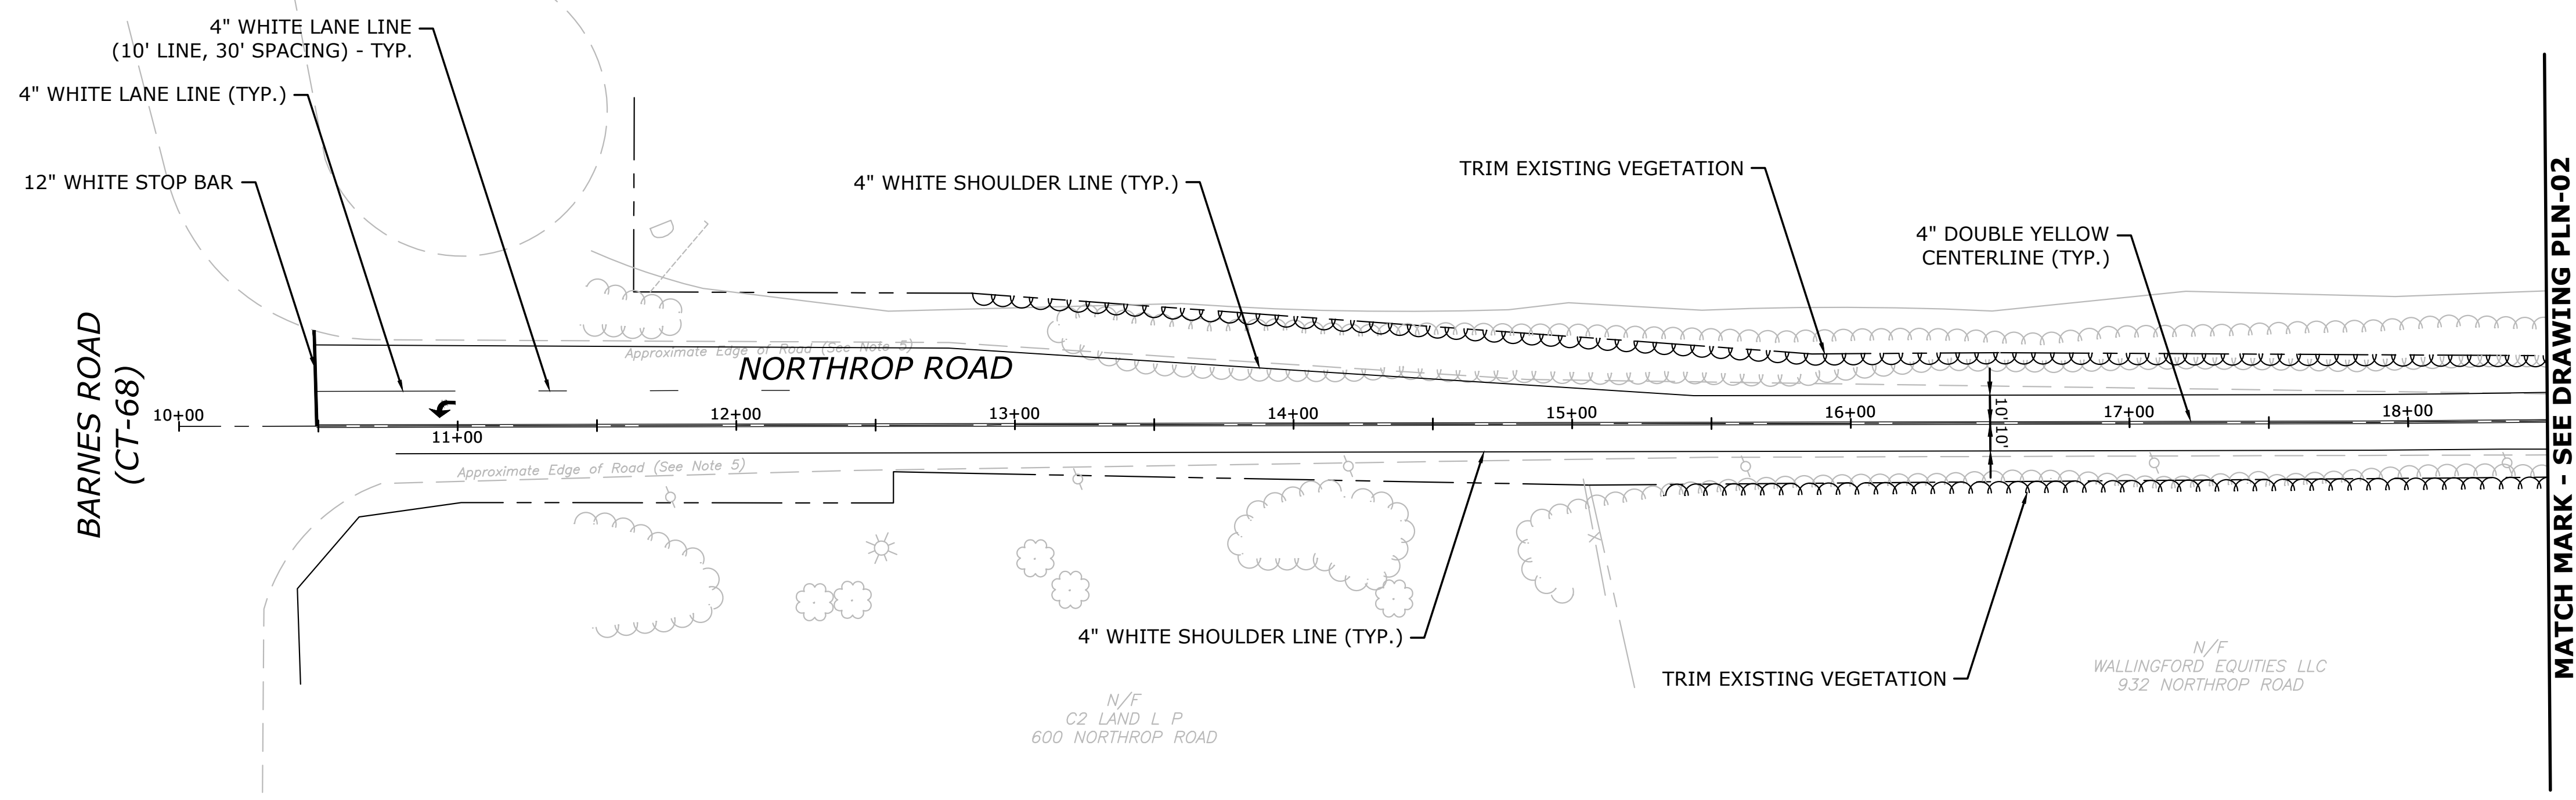 4" WHITE LANE LINE
(10' LINE, 30' SPACING) - TYP.
4" WHITE LANE LINE (TYP.)
12" WHITE STOP BAR
4" WHITE SHOULDER LINE (TYP.)
TRIM EXISTING VEGETATION
4" DOUBLE YELLOW
CENTERLINE (TYP.)
MATCH MARK - SEE DRAWING PLN-02
BARNES ROAD
(CT-68)
Approximate Edge of Road (See Note 5)
NORTHROP ROAD
10+00
11+00
12+00
13+00
14+00
15+00
16+00
17+00
18+00
10'
10'
Approximate Edge of Road (See Note 5)
4" WHITE SHOULDER LINE (TYP.)
TRIM EXISTING VEGETATION
N/F
WALLINGFORD EQUITIES LLC
932 NORTHROP ROAD
N/F
C2 LAND L P
600 NORTHROP ROAD